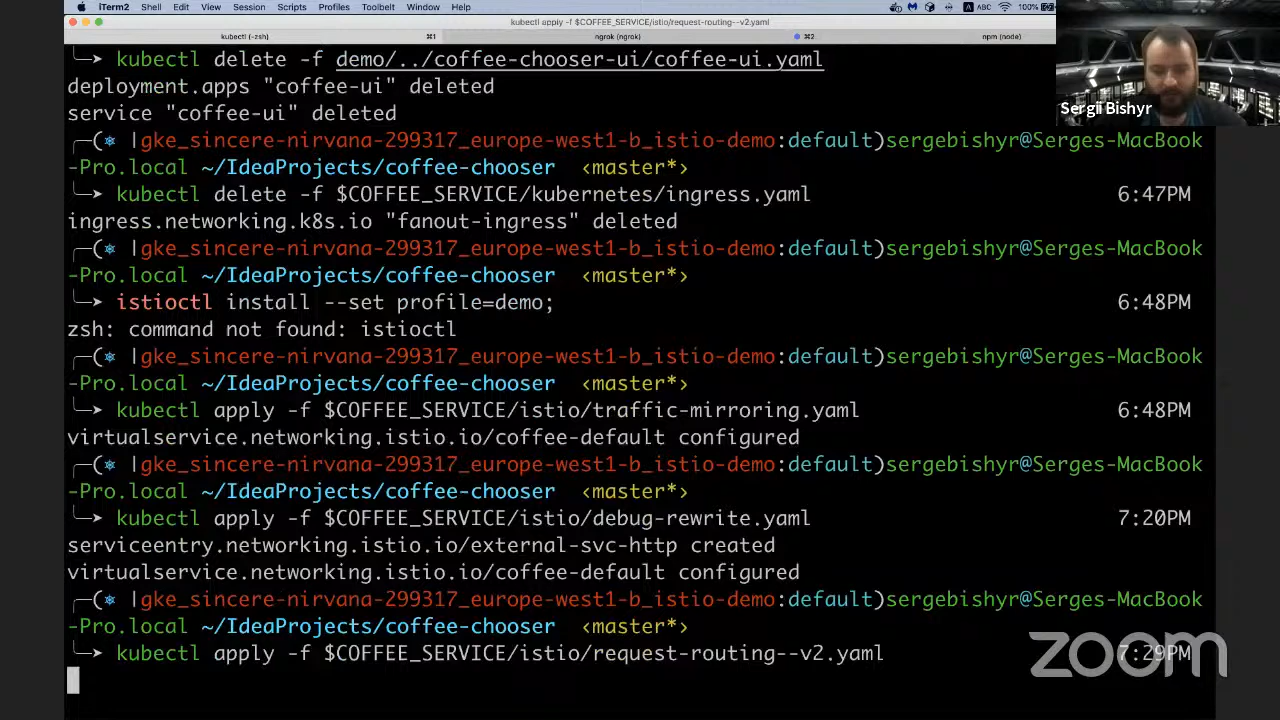 iTerm2 Shell Edit View Session Scripts Profiles Toolbelt Window Help ABC 100%
kubectl apply -f $COFFEE_SERVICE/istio/request-routing--v2.yaml
kubectl (-zsh) ⌘1 ngrok (ngrok) ⌘2 npm (node)
╰─➤ kubectl delete -f demo/../coffee-chooser-ui/coffee-ui.yaml
deployment.apps "coffee-ui" deleted
service "coffee-ui" deleted
Sergii Bishyr
╭─(⎈ |gke_sincere-nirvana-299317_europe-west1-b_istio-demo:default)sergebishyr@Serges-MacBook
-Pro.local ~/IdeaProjects/coffee-chooser ‹master*›
╰─➤ kubectl delete -f $COFFEE_SERVICE/kubernetes/ingress.yaml 6:47PM
ingress.networking.k8s.io "fanout-ingress" deleted
╭─(⎈ |gke_sincere-nirvana-299317_europe-west1-b_istio-demo:default)sergebishyr@Serges-MacBook
-Pro.local ~/IdeaProjects/coffee-chooser ‹master*›
╰─➤ istioctl install --set profile=demo; 6:48PM
zsh: command not found: istioctl
╭─(⎈ |gke_sincere-nirvana-299317_europe-west1-b_istio-demo:default)sergebishyr@Serges-MacBook
-Pro.local ~/IdeaProjects/coffee-chooser ‹master*›
╰─➤ kubectl apply -f $COFFEE_SERVICE/istio/traffic-mirroring.yaml 6:48PM
virtualservice.networking.istio.io/coffee-default configured
╭─(⎈ |gke_sincere-nirvana-299317_europe-west1-b_istio-demo:default)sergebishyr@Serges-MacBook
-Pro.local ~/IdeaProjects/coffee-chooser ‹master*›
╰─➤ kubectl apply -f $COFFEE_SERVICE/istio/debug-rewrite.yaml 7:20PM
serviceentry.networking.istio.io/external-svc-http created
virtualservice.networking.istio.io/coffee-default configured
╭─(⎈ |gke_sincere-nirvana-299317_europe-west1-b_istio-demo:default)sergebishyr@Serges-MacBook
-Pro.local ~/IdeaProjects/coffee-chooser ‹master*›
╰─➤ kubectl apply -f $COFFEE_SERVICE/istio/request-routing--v2.yaml 7:29PM
zoom